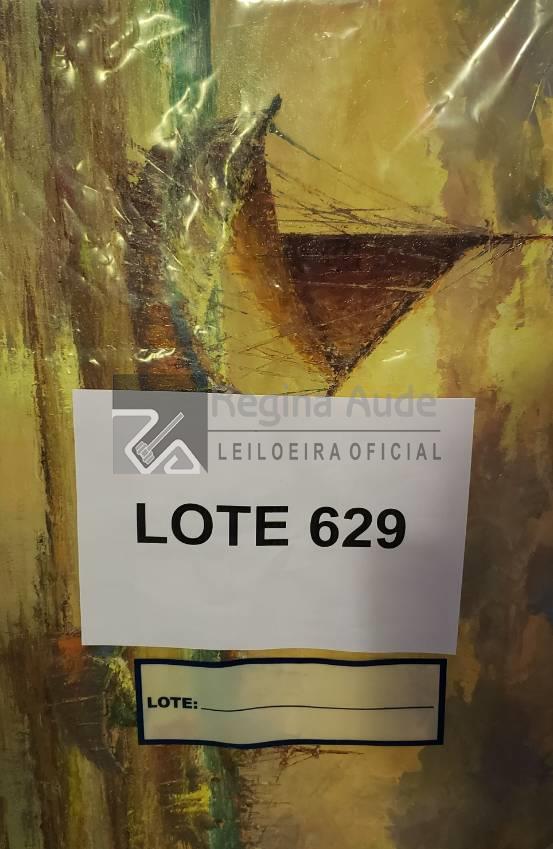 Regina Aude
LEILOEIRA OFICIAL
LOTE 629
LOTE: